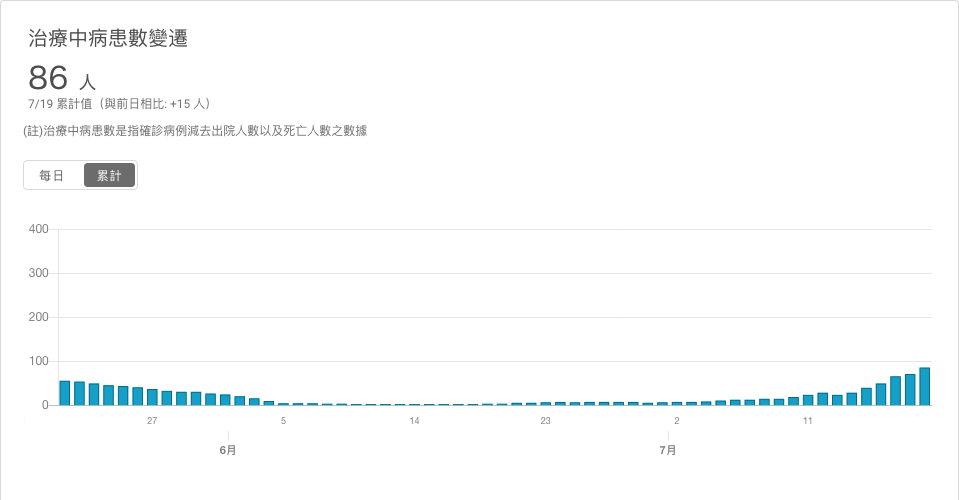 治療中病患數變遷
86 人
7/19 累計值（與前日相比: +15 人）
(註)治療中病患數是指確診病例減去出院人數以及死亡人數之數據
每日 累計
400
300
200
100
0
27 5 14 23 2 11
6月 7月